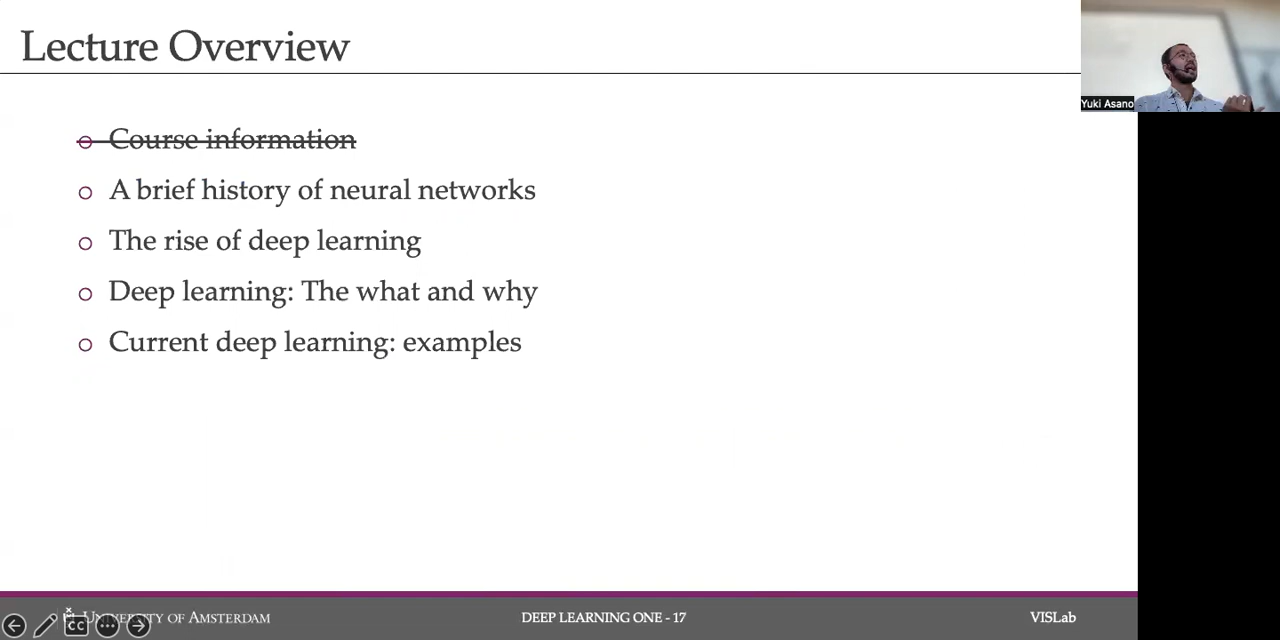 Lecture Overview
Yuki Asano
Course information
A brief history of neural networks
The rise of deep learning
Deep learning: The what and why
Current deep learning: examples
UNIVERSITY OF AMSTERDAM
DEEP LEARNING ONE - 17
VISLab
CC